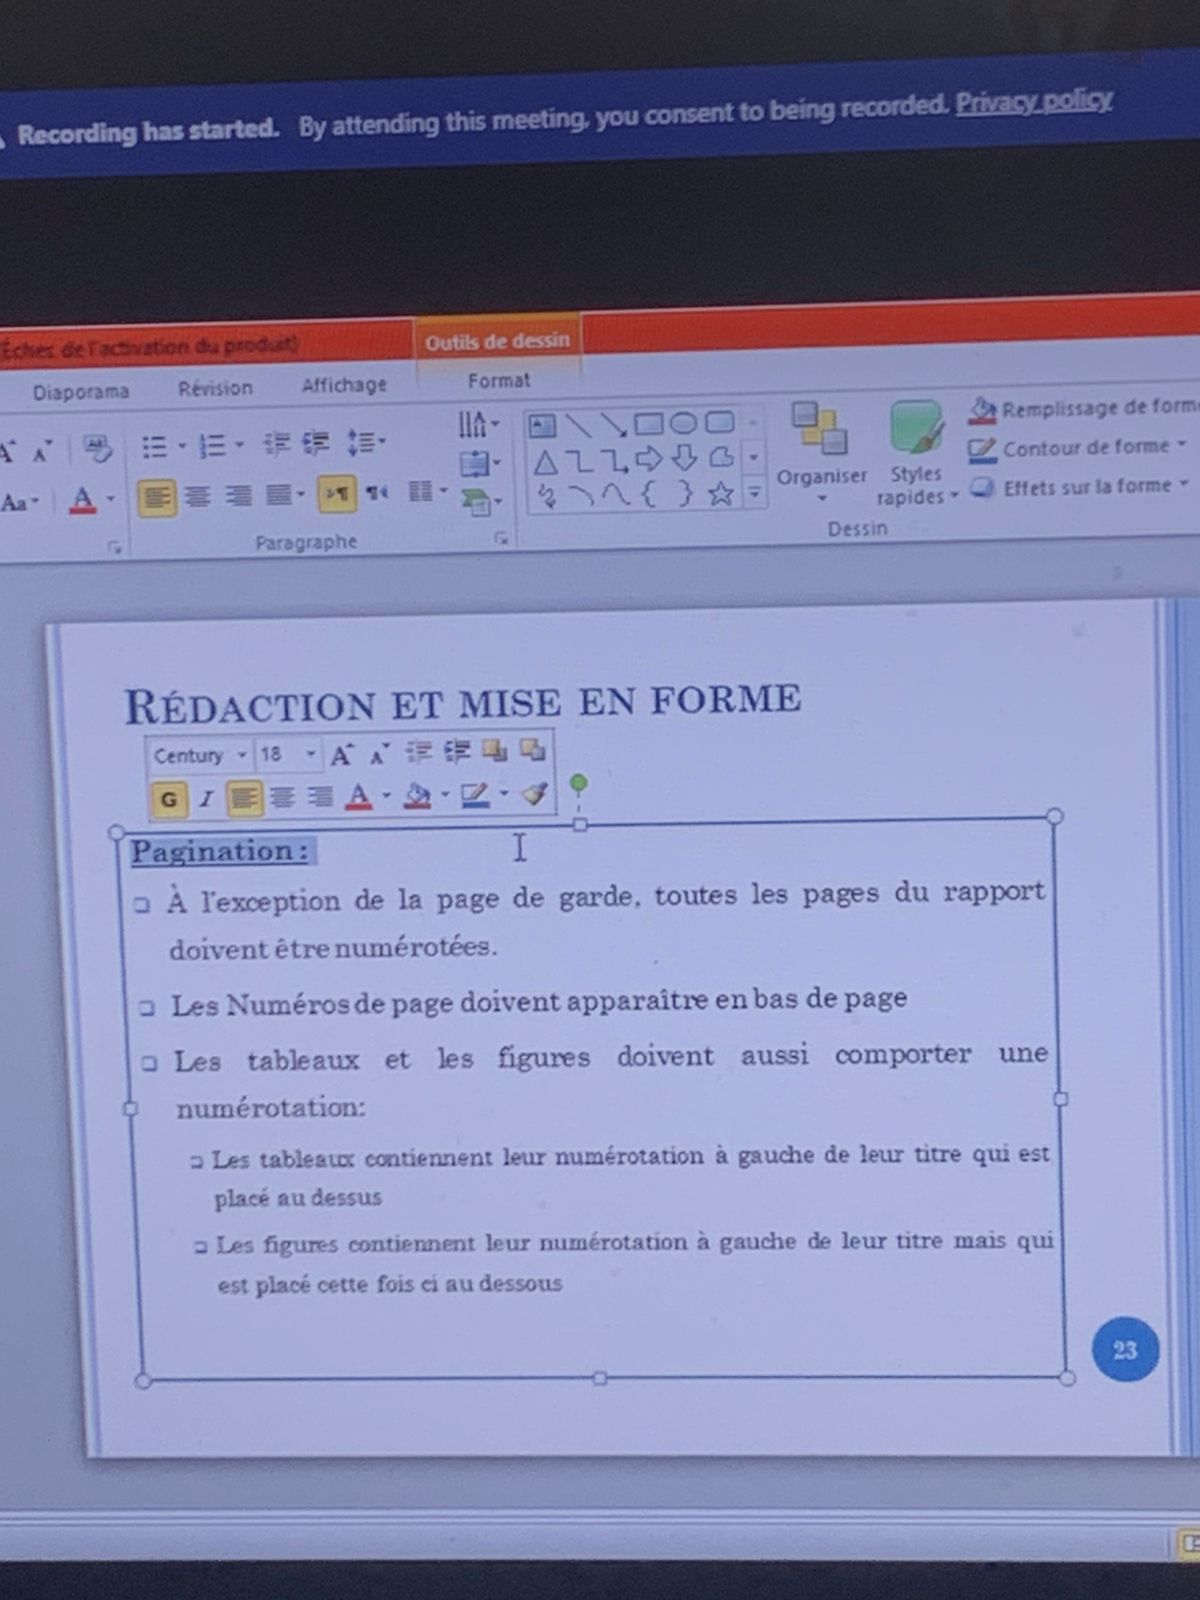 Recording has started. By attending this meeting, you consent to being recorded. Privacy policy
(Échec de l'activation du produit)
Outils de dessin
Diaporama Révision Affichage Format
A A
Aa A
Paragraphe
Organiser
Styles rapides
Remplissage de form
Contour de forme
Effets sur la forme
Dessin
RÉDACTION ET MISE EN FORME
Century 18 A A
G I A
Pagination :
À l'exception de la page de garde, toutes les pages du rapport
doivent être numérotées.
Les Numéros de page doivent apparaître en bas de page
Les tableaux et les figures doivent aussi comporter une
numérotation:
Les tableaux contiennent leur numérotation à gauche de leur titre qui est
placé au dessus
Les figures contiennent leur numérotation à gauche de leur titre mais qui
est placé cette fois ci au dessous
23